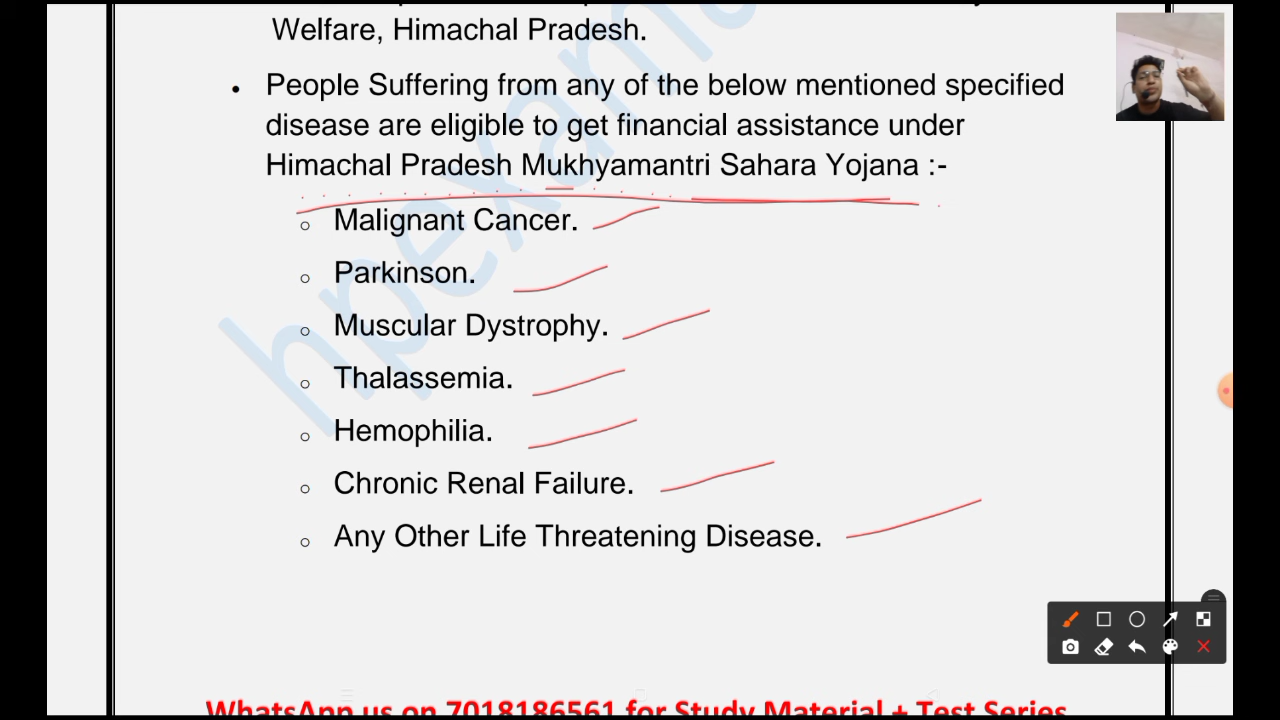 Welfare, Himachal Pradesh.
• People Suffering from any of the below mentioned specified
disease are eligible to get financial assistance under
Himachal Pradesh Mukhyamantri Sahara Yojana :-
o Malignant Cancer.
o Parkinson.
o Muscular Dystrophy.
o Thalassemia.
o Hemophilia.
o Chronic Renal Failure.
o Any Other Life Threatening Disease.
WhatsApp us on 7018186561 for Study Material + Test Series